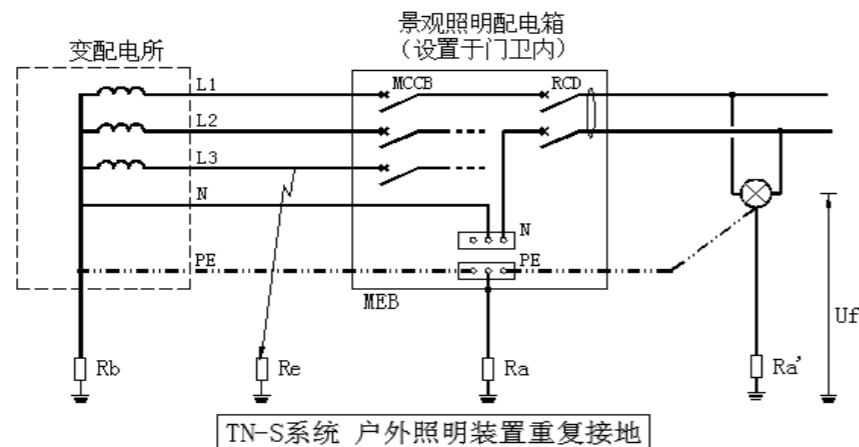 景观照明配电箱
(设置于门卫内)
变配电所
L1
MCCB
RCD
L2
L3
N
N
PE
PE
MEB
Uf
Rb
Re
Ra
Ra'
TN-S系统 户外照明装置重复接地